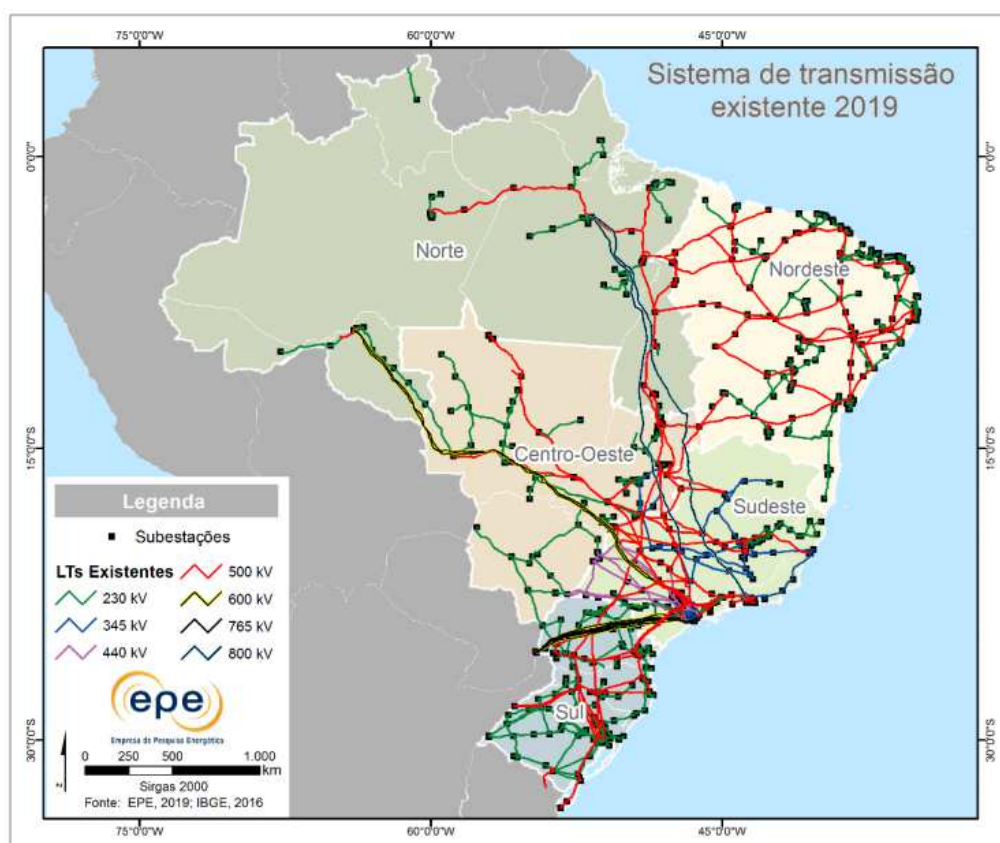 75°0'0"W 60°0'0"W 45°0'0"W
Sistema de transmissão
existente 2019
0°0'0" 0°0'0"
Norte
Nordeste
15°0'0"S 15°0'0"S
Centro-Oeste
Sudeste
Sul
30°0'0"S 30°0'0"S
Legenda
Subestações
LTs Existentes
500 kV
230 kV
600 kV
345 kV
765 kV
440 kV
800 kV
epe
Empresa de Pesquisa Energética
0 250 500 1.000
km
Z
Sirgas 2000
Fonte: EPE, 2019; IBGE, 2016
75°0'0"W 60°0'0"W 45°0'0"W